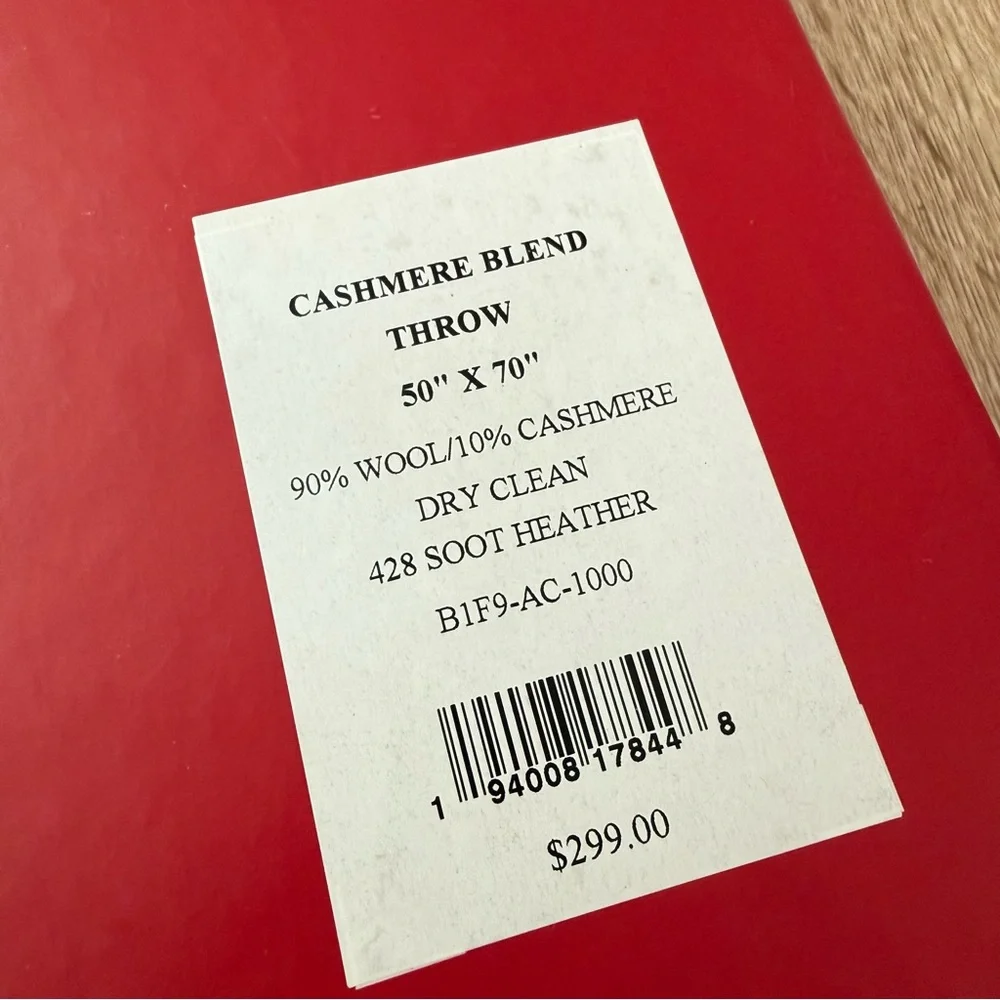 CASHMERE BLEND
THROW
50" X 70"
90% WOOL/10% CASHMERE
DRY CLEAN
428 SOOT HEATHER
B1F9-AC-1000
1 94008 17844 8
$299.00